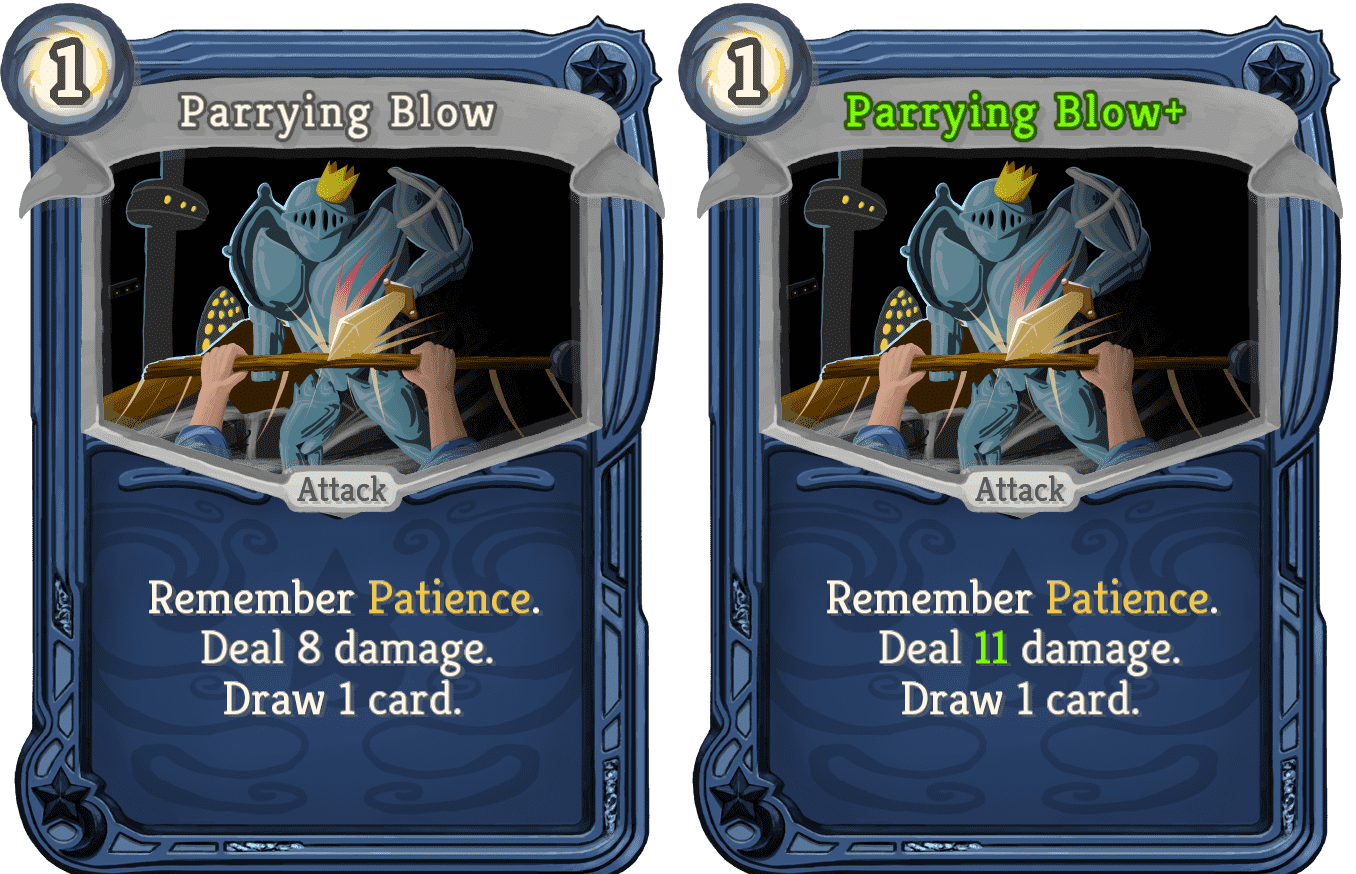 1
Parrying Blow
Attack
Remember Patience.
Deal 8 damage.
Draw 1 card.
1
Parrying Blow+
Attack
Remember Patience.
Deal 11 damage.
Draw 1 card.